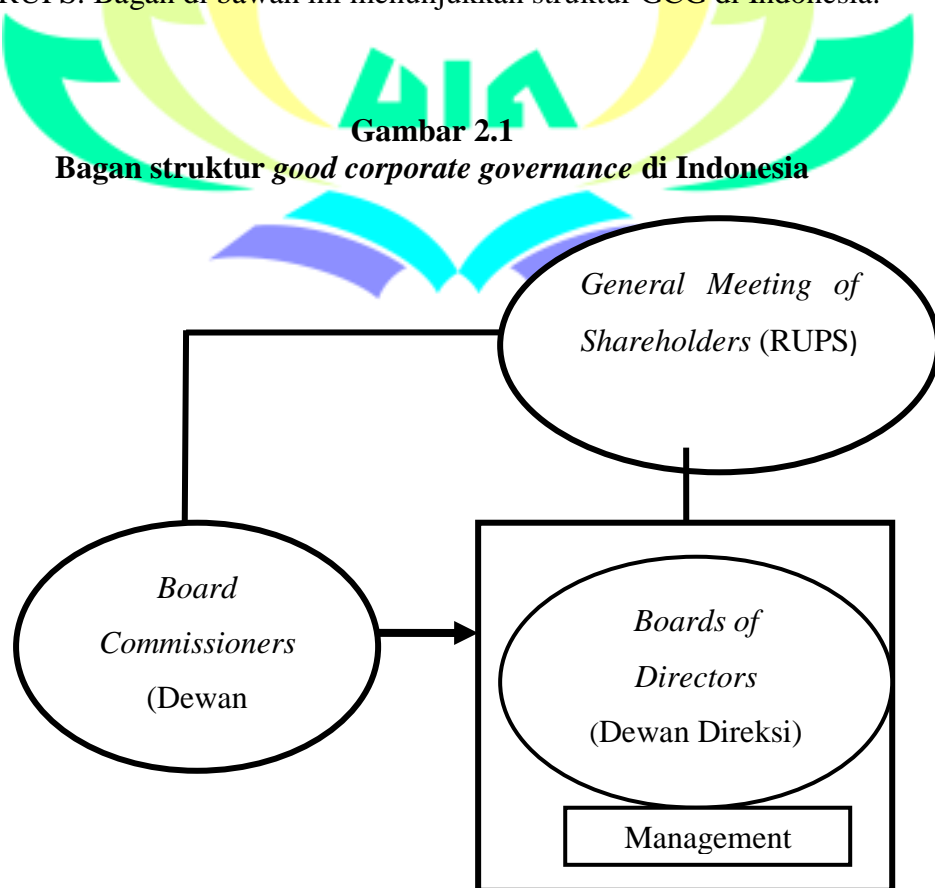 RUPS. Bagan di bawah ini menunjukkan struktur GCG di Indonesia.
Gambar 2.1
Bagan struktur good corporate governance di Indonesia
General Meeting of
Shareholders (RUPS)
Board
Commissioners
(Dewan
Boards of
Directors
(Dewan Direksi)
Management